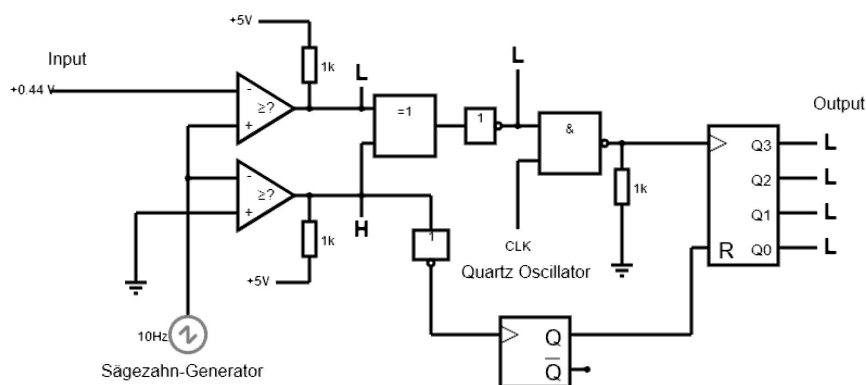 +5V
Input
1k
L
L
Output
+0.44 V
-
≥?
+
=1
1
&
Q3
L
Q2
L
-
≥?
+
1k
Q1
L
1k
H
1
CLK
R
Q0
L
+5V
Quartz Oscillator
10Hz
Q
Q
Sägezahn-Generator